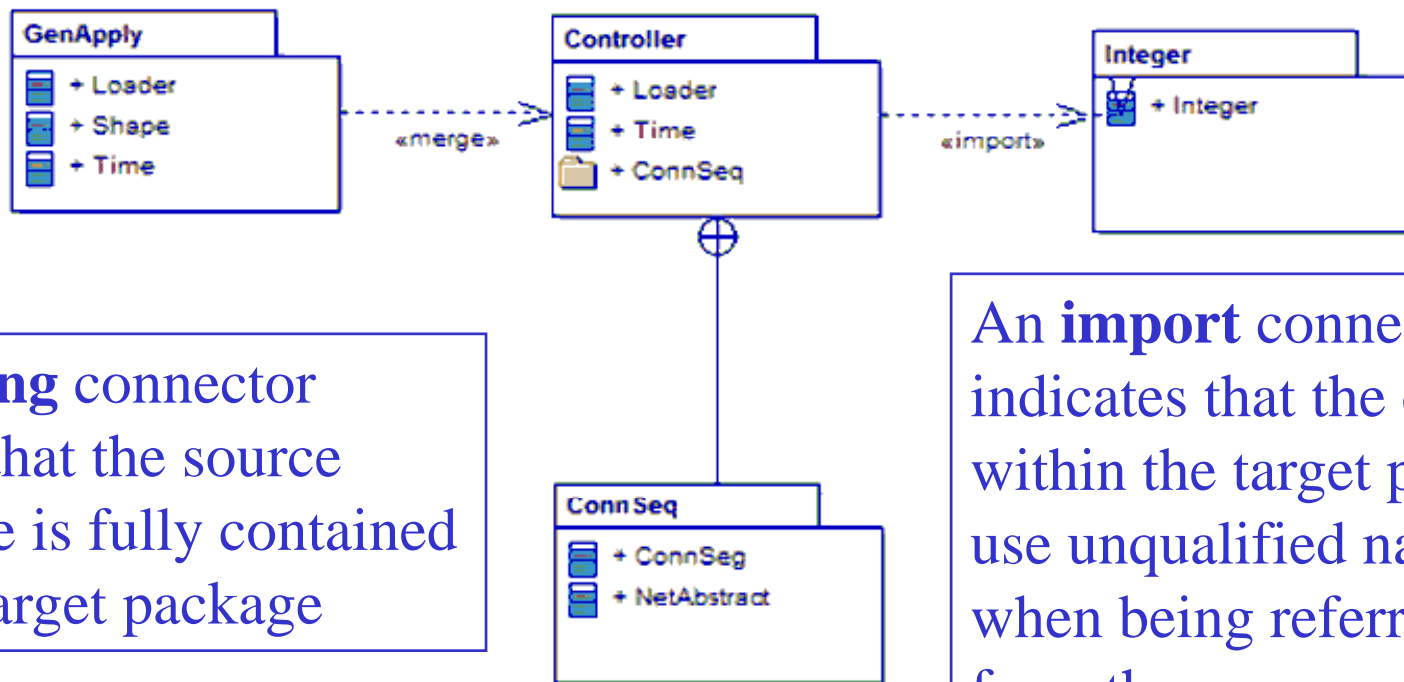 GenApply
+ Loader
+ Shape
+ Time
«merge»
Controller
+ Loader
+ Time
+ ConnSeq
«import»
Integer
+ Integer
ng connector
hat the source
e is fully contained
arget package
Conn Seq
+ ConnSeg
+ NetAbstract
An import conne
indicates that the
within the target p
use unqualified na
when being referr